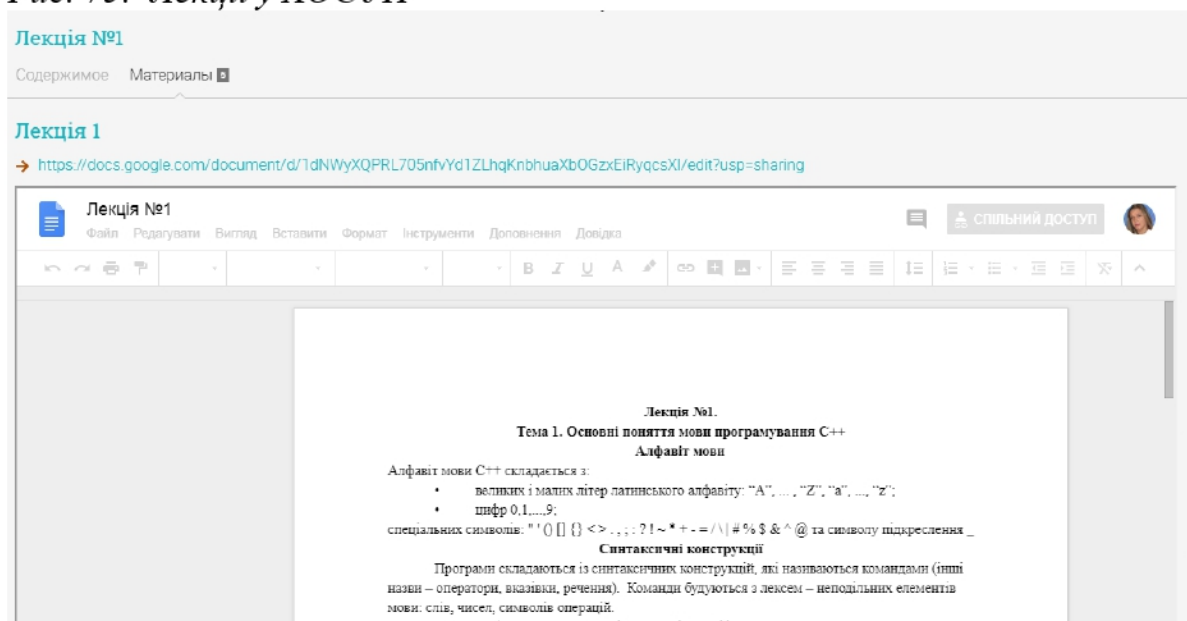 Лекція №1
Содержимое Материалы
Лекція 1
→ https://docs.google.com/document/d/1dNWyXQPRL705nfvYd1ZLhqKnbhuaXbOGzxEiRyqcsXI/edit?usp=sharing
Лекція №1
СПІЛЬНИЙ ДОСТУП
Файл Редагувати Вигляд Вставити Формат Інструменти Доповнення Довідка
B I U A
Лекція №1.
Тема 1. Основні поняття мови програмування С++
Алфавіт мови
Алфавіт мови С++ складається з:
• великих і малих літер латинського алфавіту: “A”, ... , “Z”, “a”, ..., “z”;
• цифр 0,1,...,9;
спеціальних символів: " ' () [] {} < > . , ; : ? ! ~ * + - = / \ | # % $ & ^ @ та символу підкреслення _
Синтаксичні конструкції
Програми складаються із синтаксичних конструкцій, які називаються командами (інші
назви – оператори, вказівки, речення). Команди будуються з лексем – неподільних елементів
мови: слів, чисел, символів операцій.